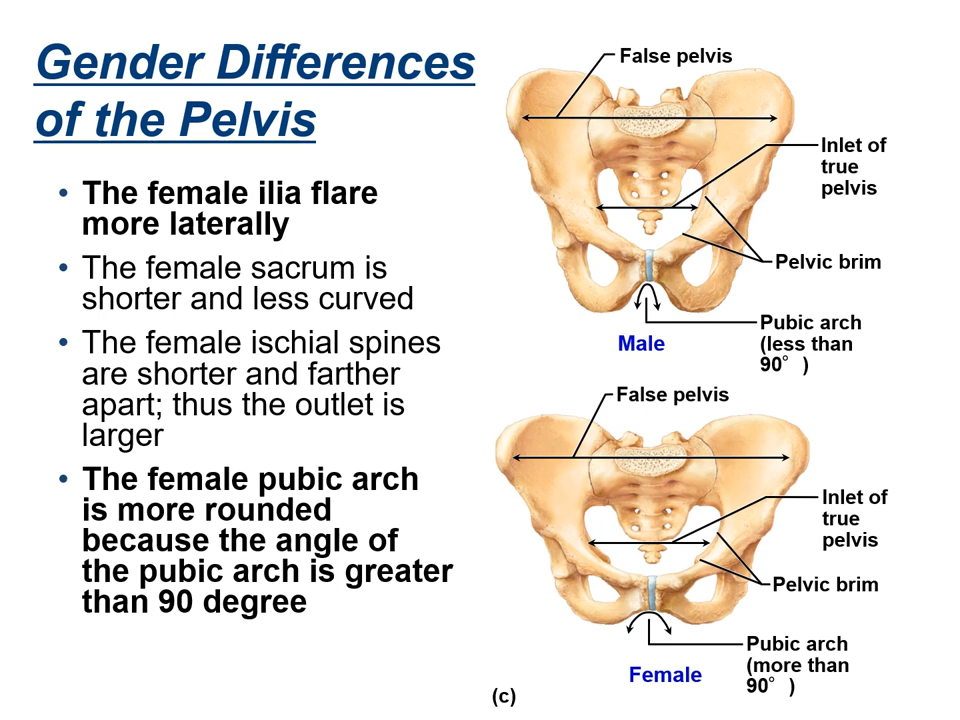 Gender Differences
of the Pelvis
• The female ilia flare
more laterally
• The female sacrum is
shorter and less curved
• The female ischial spines
are shorter and farther
apart; thus the outlet is
larger
• The female pubic arch
is more rounded
because the angle of
the pubic arch is greater
than 90 degree
False pelvis
Inlet of
true
pelvis
Pelvic brim
Pubic arch
(less than
90° )
Male
False pelvis
Inlet of
true
pelvis
Pelvic brim
Pubic arch
(more than
90° )
Female
(c)